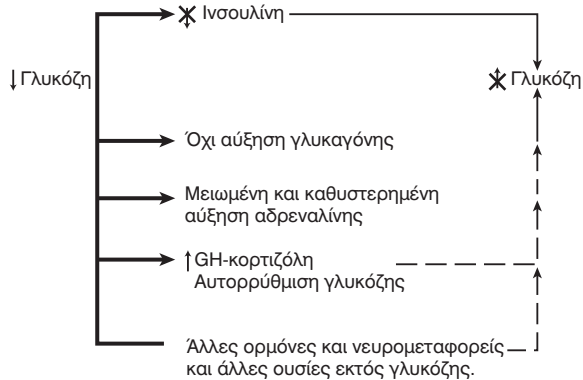 Ινσουλίνη
↓Γλυκόζη
Γλυκόζη
Όχι αύξηση γλυκαγόνης
Μειωμένη και καθυστερημένη
αύξηση αδρεναλίνης
↑GH-κορτιζόλη
Αυτορρύθμιση γλυκόζης
Άλλες ορμόνες και νευρομεταφορείς
και άλλες ουσίες εκτός γλυκόζης.